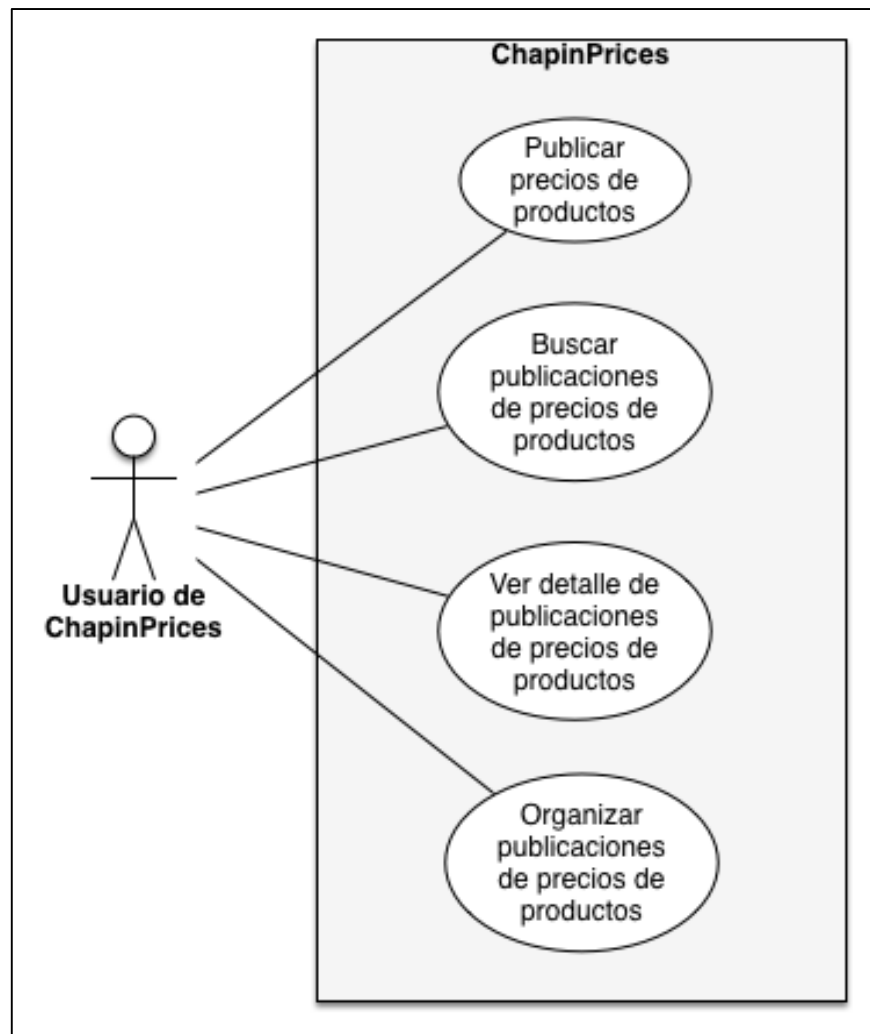 ChapinPrices
Publicar
precios de
productos
Buscar
publicaciones
de precios de
productos
Usuario de
ChapinPrices
Ver detalle de
publicaciones
de precios de
productos
Organizar
publicaciones
de precios de
productos